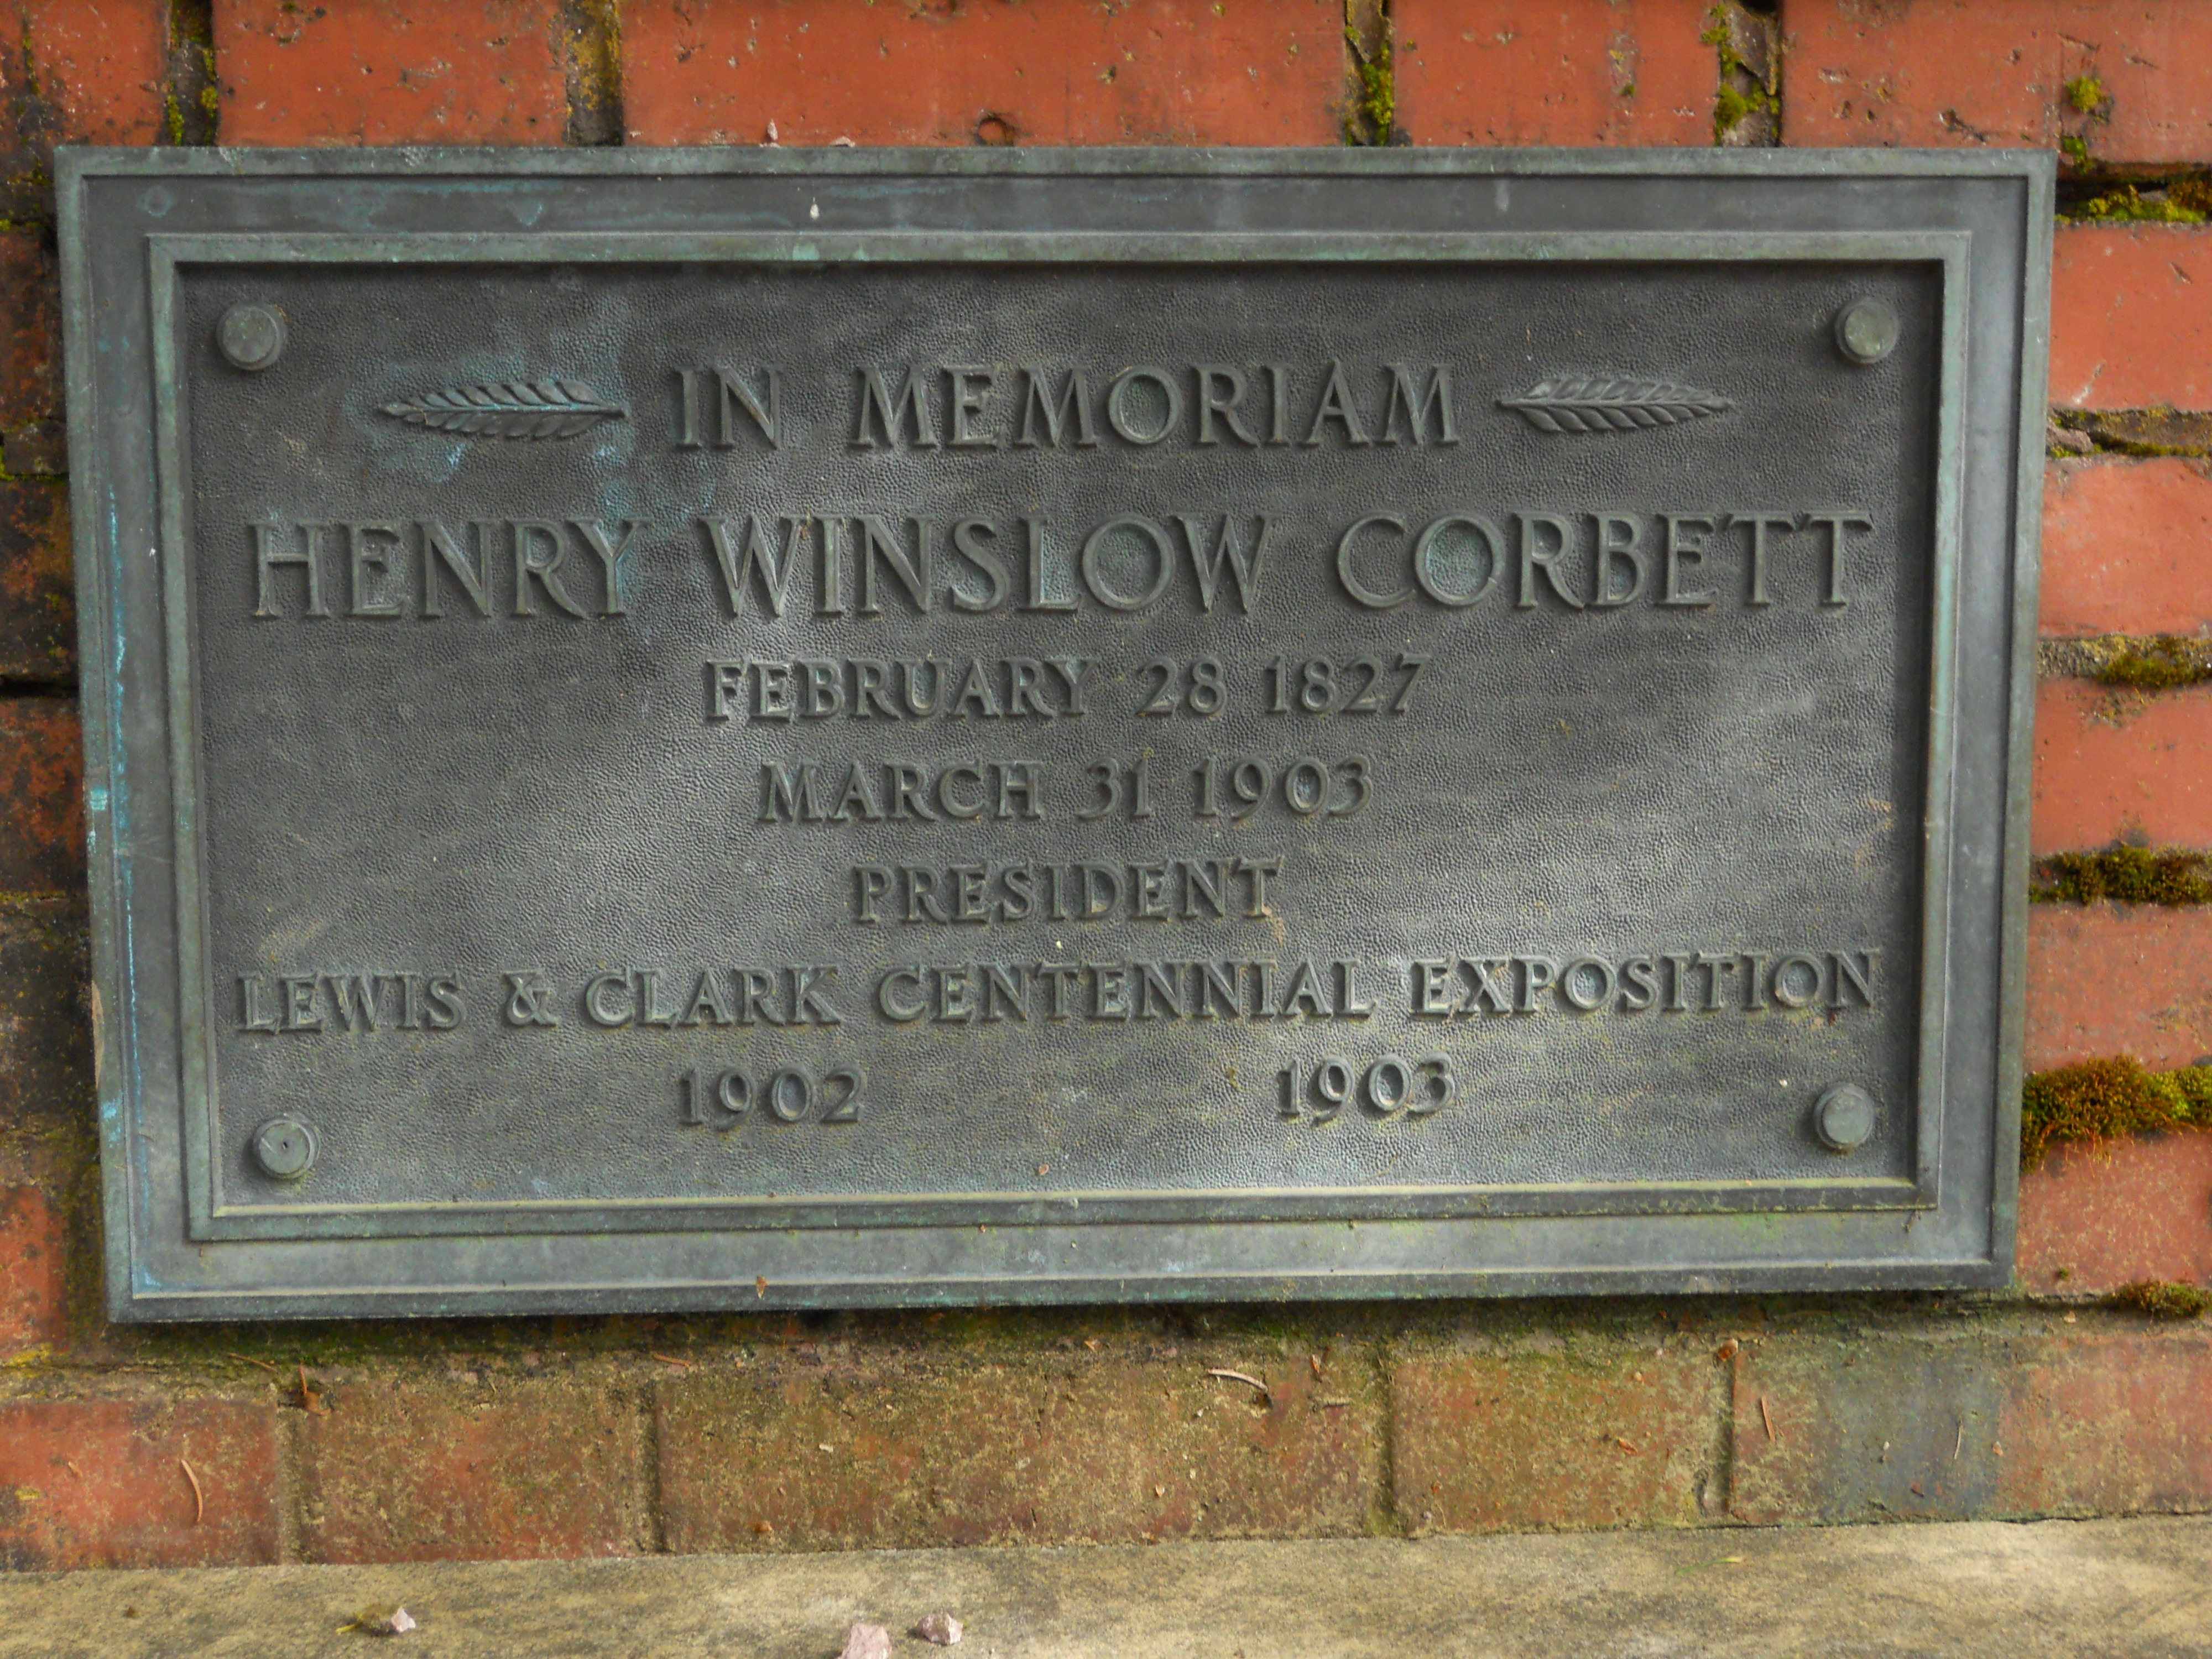 IN MEMORIAM
HENRY WINSLOW CORBETT
FEBRUARY 28 1827
MARCH 31 1903
PRESIDENT
LEWIS & CLARK CENTENNIAL EXPOSITION
1902 1903